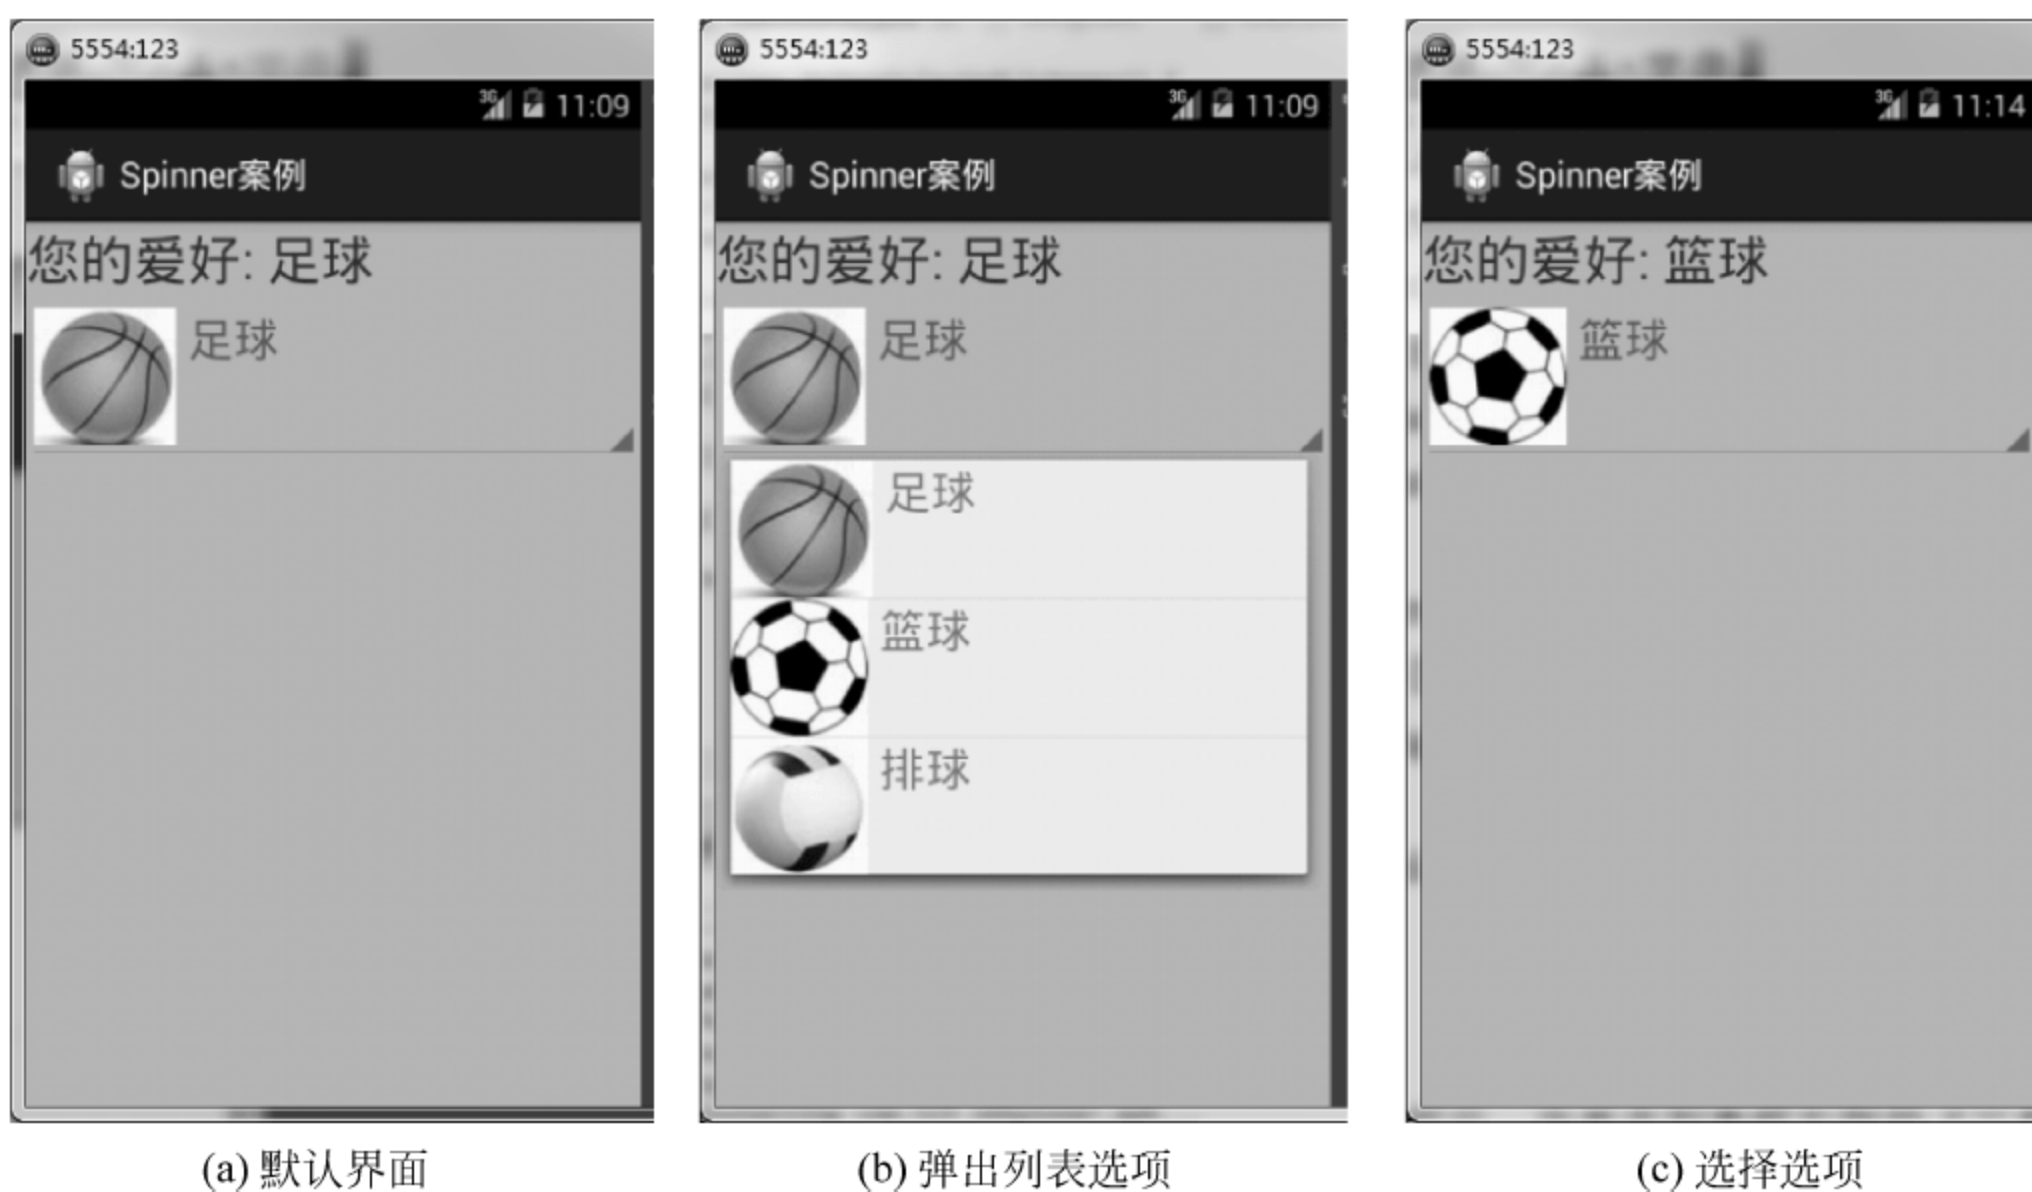 5554:123
3G 11:09
Spinner案例
您的爱好: 足球
足球
(a) 默认界面
5554:123
3G 11:09
Spinner案例
您的爱好: 足球
足球
足球
篮球
排球
(b) 弹出列表选项
5554:123
3G 11:14
Spinner案例
您的爱好: 篮球
篮球
(c) 选择选项